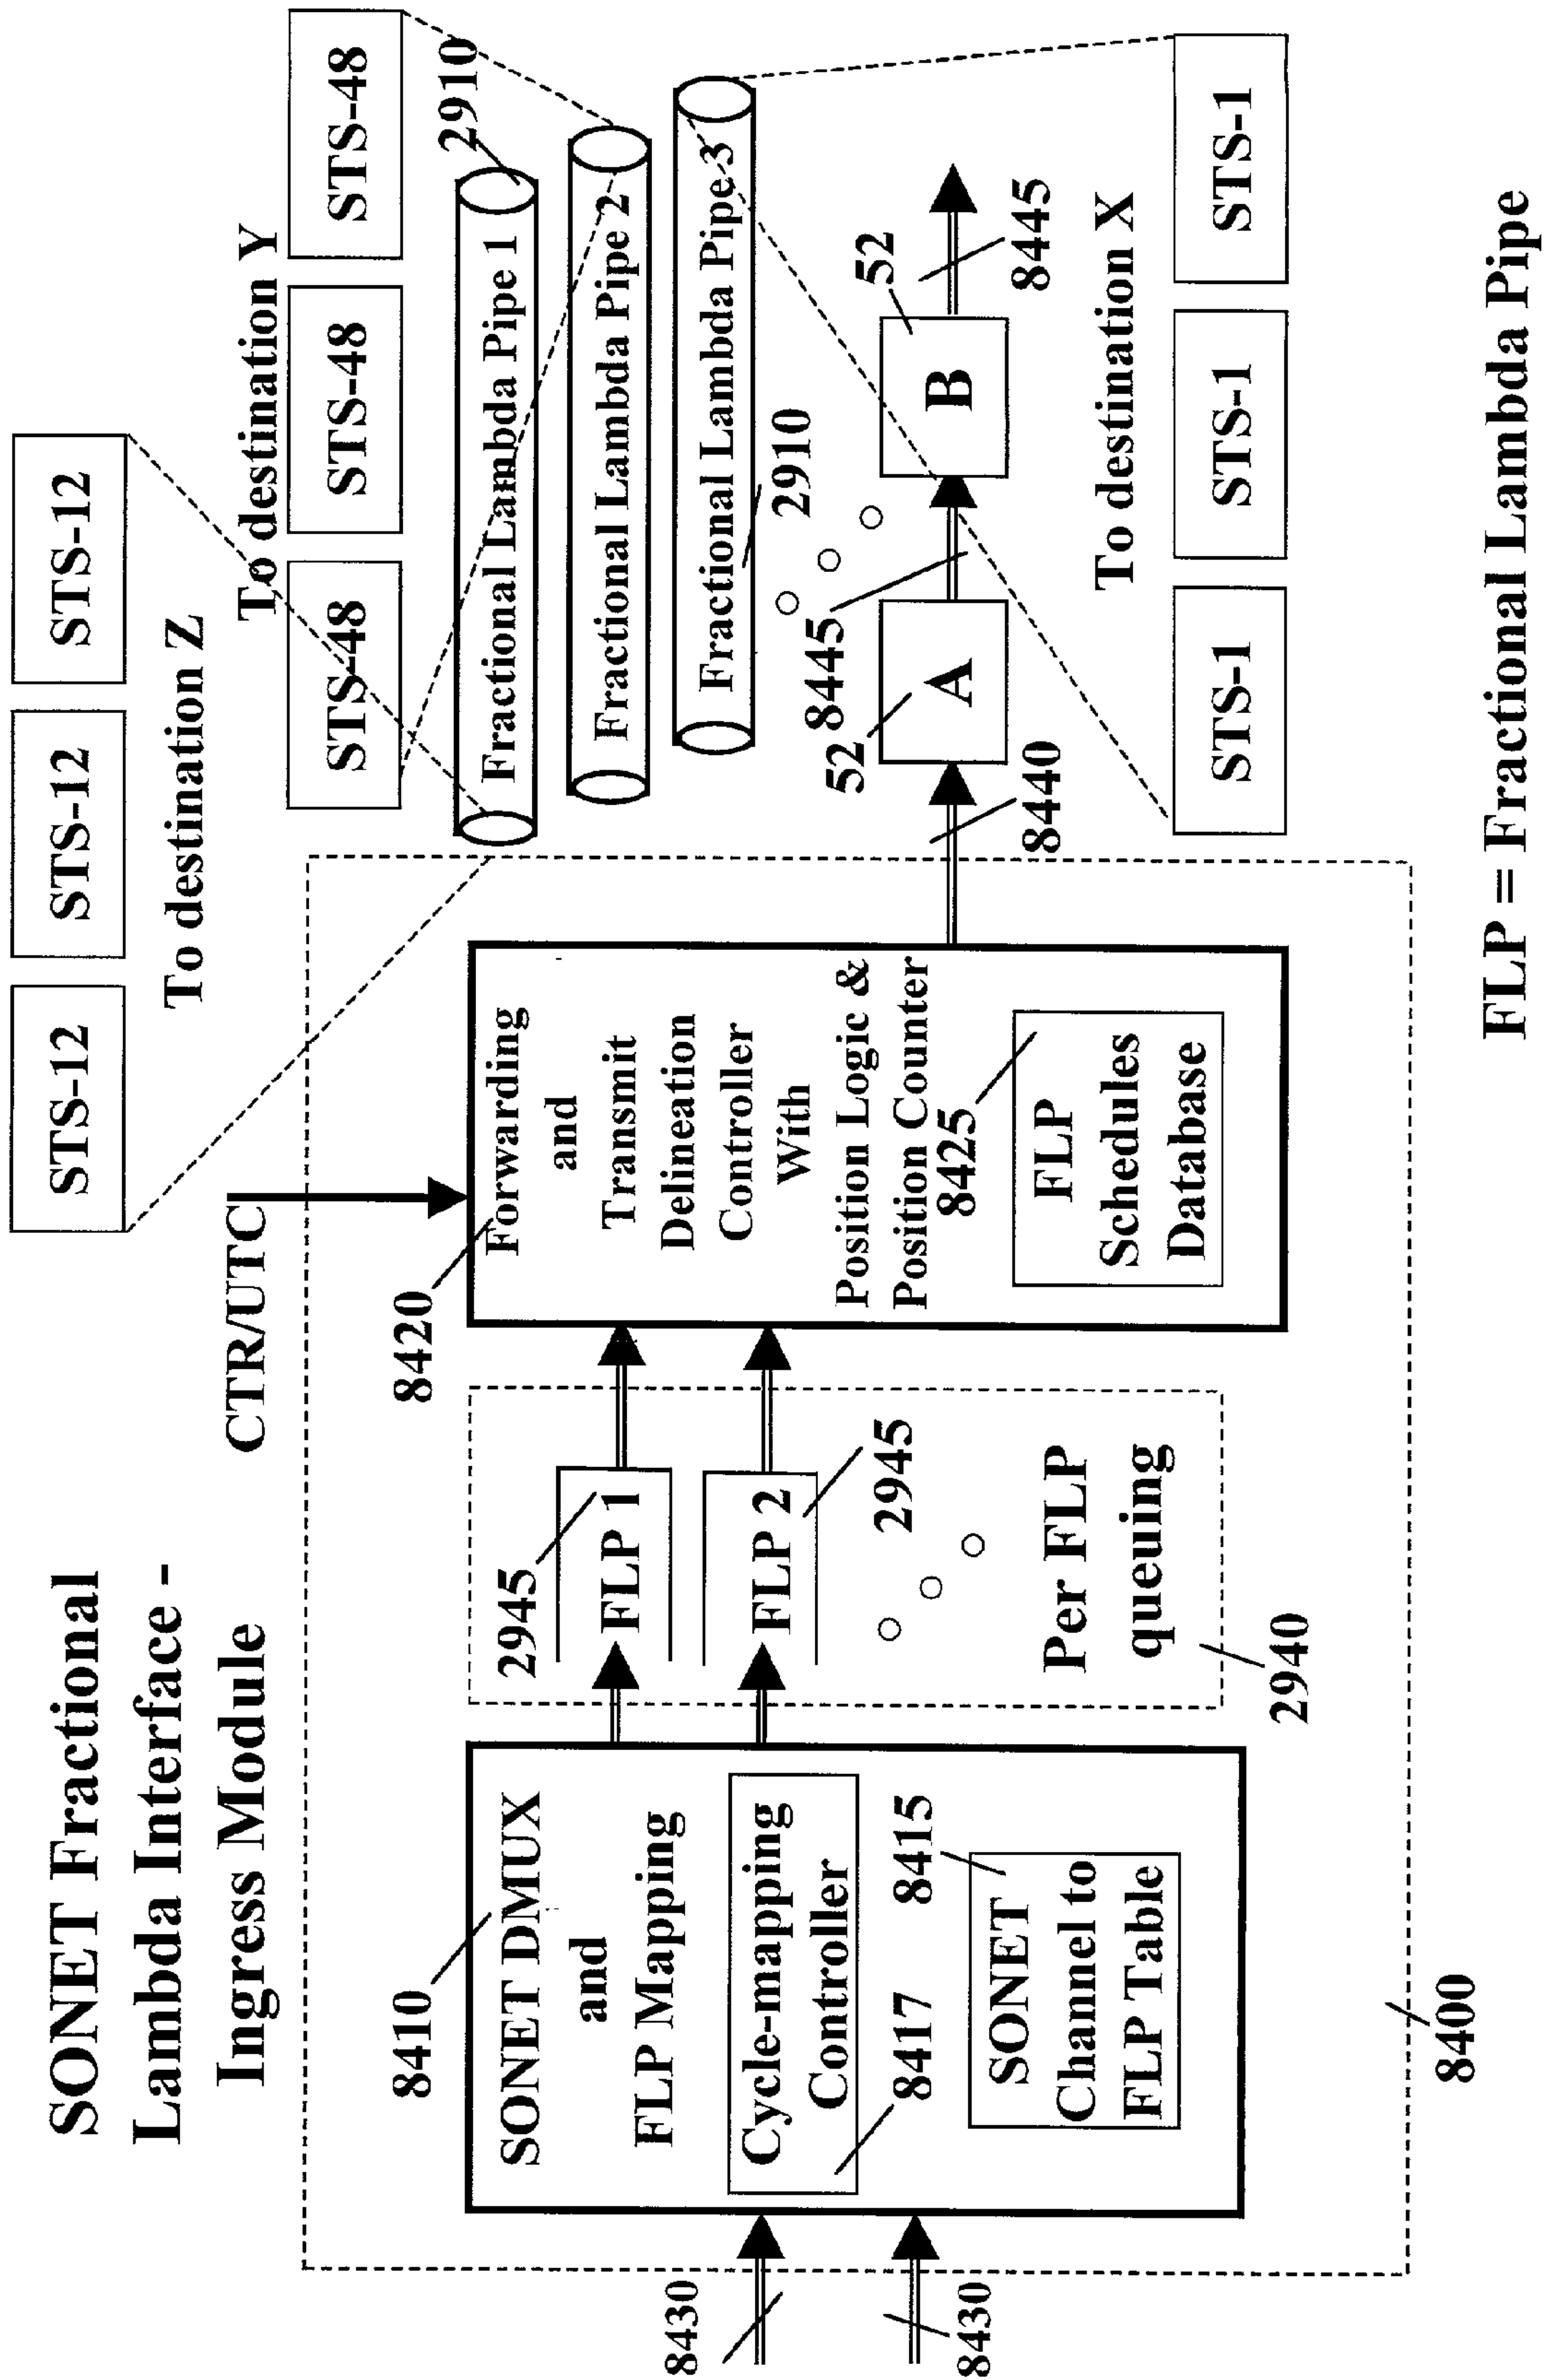 SONET Fractional
Lambda Interface -
Ingress Module
CTR/UTC
STS-12
STS-12
STS-12
To destination Z
To destination Y
STS-48
STS-48
STS-48
2910
Fractional Lambda Pipe 1
Fractional Lambda Pipe 2
Fractional Lambda Pipe 3
2910
8410
SONET DMUX
and
FLP Mapping
Cycle-mapping
Controller
8417
8415
SONET
Channel to
FLP Table
8430
8430
2945
FLP 1
FLP 2
2945
Per FLP
queuing
2940
8420
Forwarding
and
Transmit
Delineation
Controller
With
Position Logic &
Position Counter
8425
FLP
Schedules
Database
8440
52
A
8445
52
B
8445
To destination X
STS-1
STS-1
STS-1
8400
FLP = Fractional Lambda Pipe